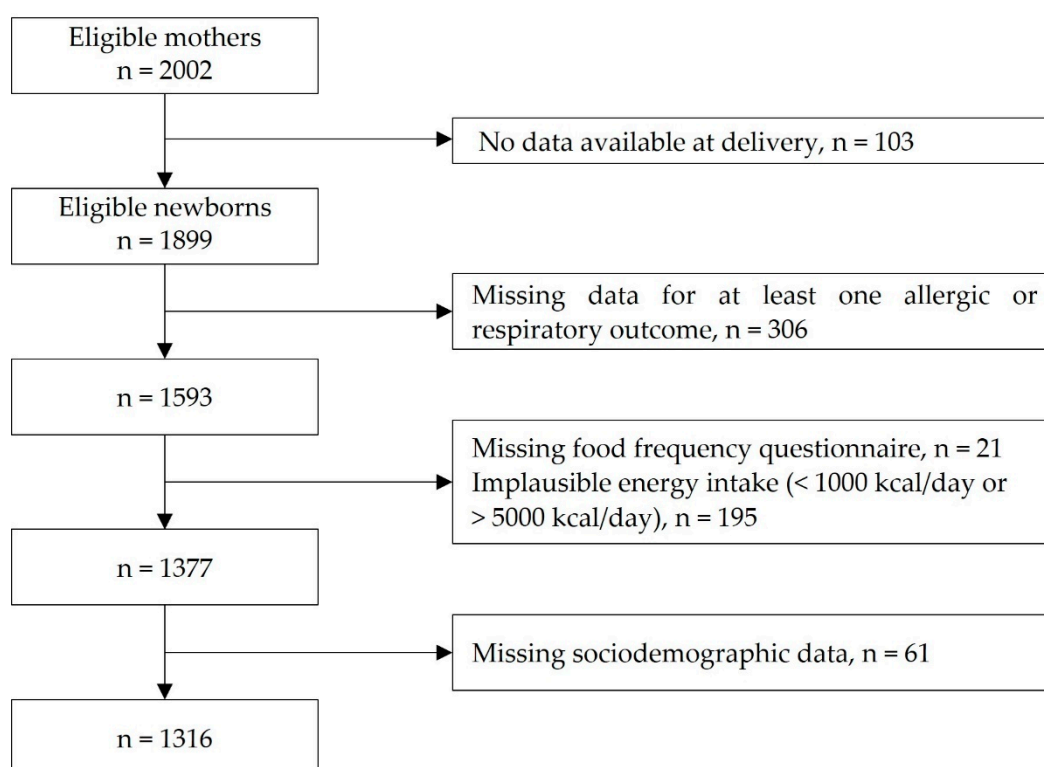 Eligible mothers
n = 2002
No data available at delivery, n = 103
Eligible newborns
n = 1899
Missing data for at least one allergic or
respiratory outcome, n = 306
n = 1593
Missing food frequency questionnaire, n = 21
Implausible energy intake (< 1000 kcal/day or
> 5000 kcal/day), n = 195
n = 1377
Missing sociodemographic data, n = 61
n = 1316